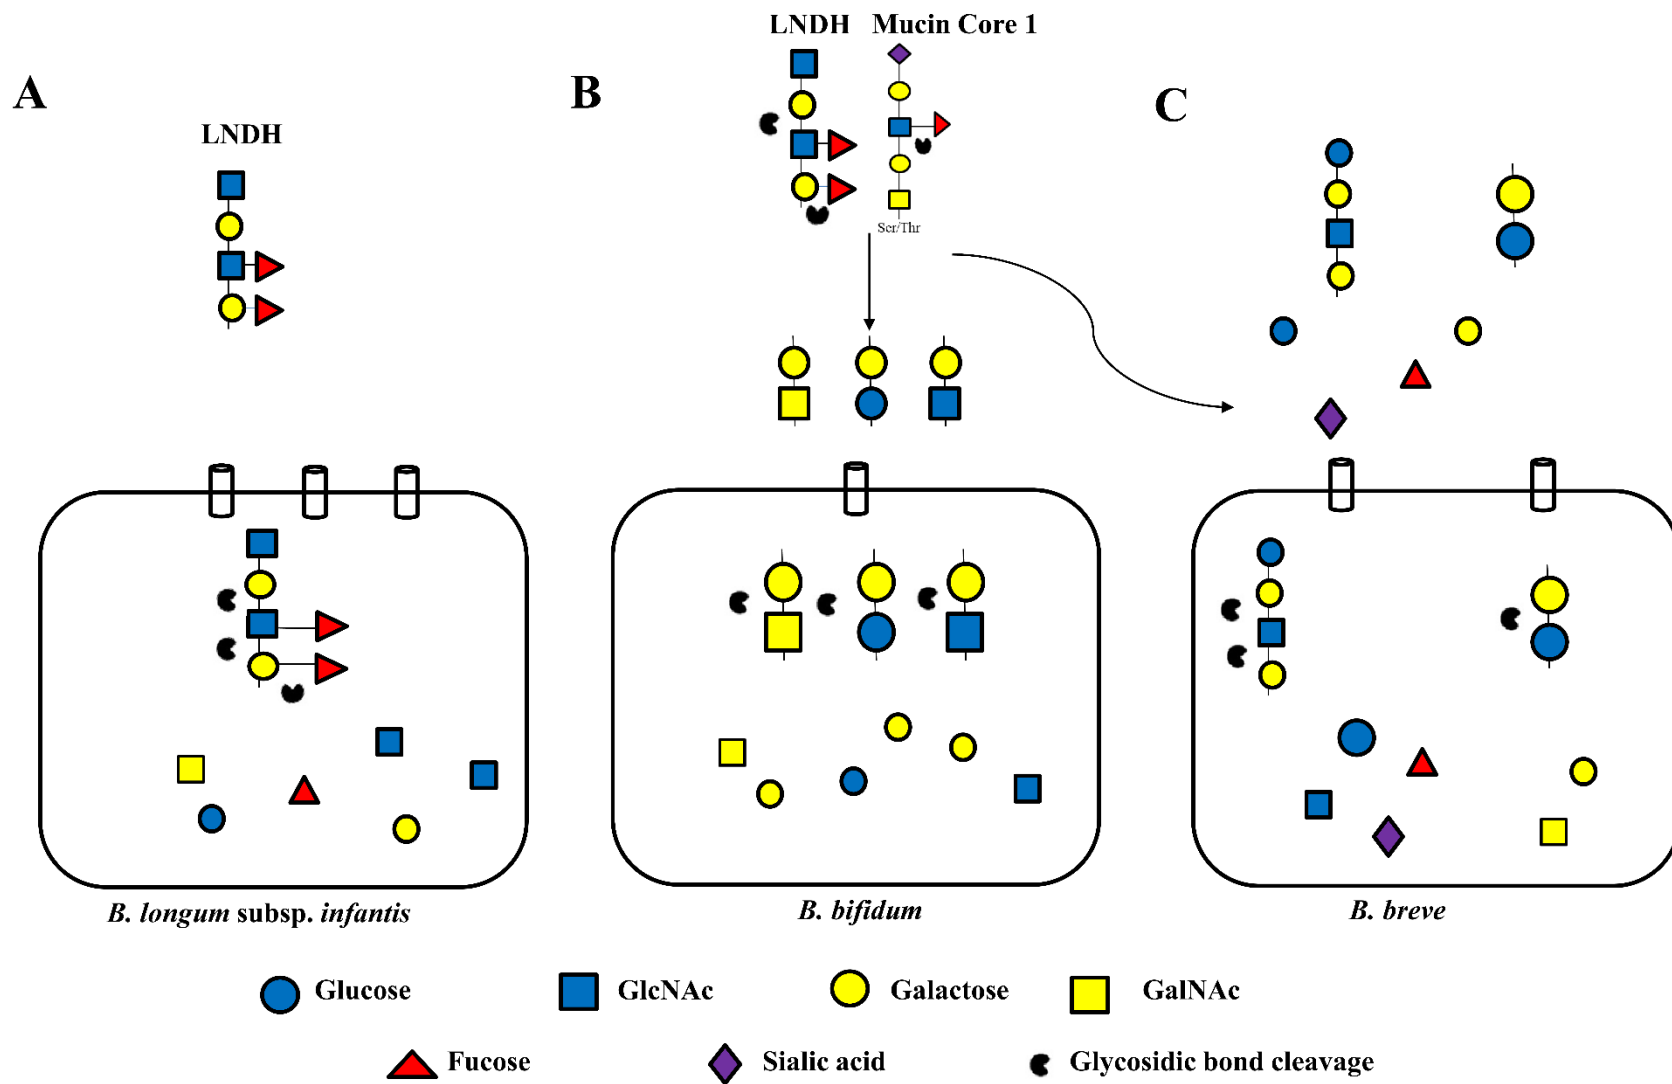 LNDH Mucin Core 1
A
B
C
LNDH
Ser/Thr
B. longum subsp. infantis
B. bifidum
B. breve
Glucose
GlcNAc
Galactose
GalNAc
Fucose
Sialic acid
Glycosidic bond cleavage